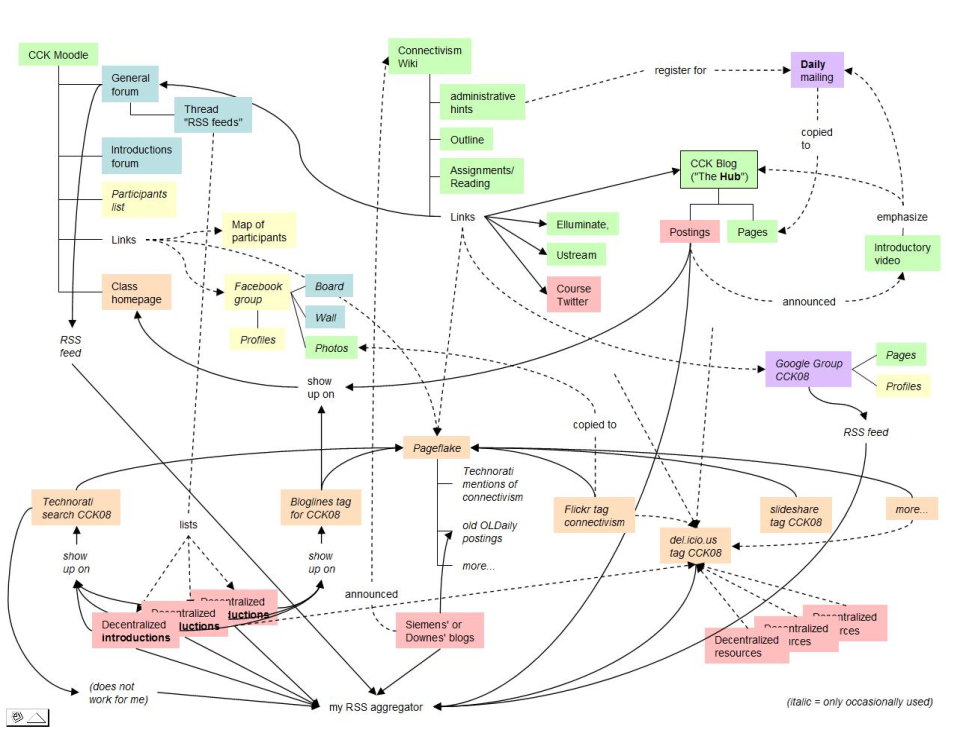 CCK Moodle
General
forum
Thread
"RSS feeds"
Introductions
forum
Participants
list
Links
Map of
participants
Class
homepage
Facebook
group
Board
Wall
Photos
Profiles
RSS
feed
Connectivism
Wiki
administrative
hints
Outline
Assignments/
Reading
Links
Elluminate,
Ustream
Course
Twitter
register for
Daily
mailing
copied
to
CCK Blog
("The Hub")
Postings
Pages
emphasize
Introductory
video
announced
Google Group
CCK08
Pages
Profiles
RSS feed
show
up on
copied to
Pageflake
Technorati
mentions of
connectivism
old OLDaily
postings
more...
Technorati
search CCK08
lists
Bloglines tag
for CCK08
Flickr tag
connectivism
slideshare
tag CCK08
more...
del.icio.us
tag CCK08
show
up on
show
up on
announced
Decentralized
introductions
Decentralized
resources
Siemens' or
Downes' blogs
(does not
work for me)
my RSS aggregator
(italic = only occasionally used)